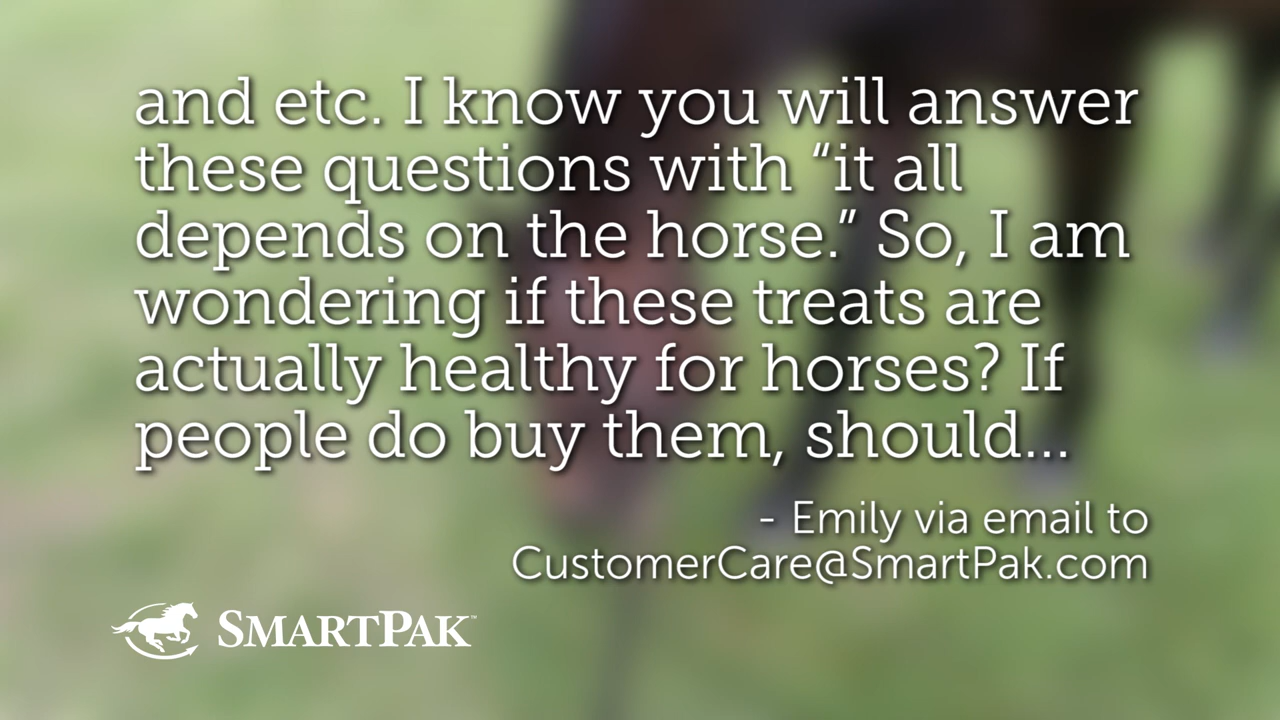 and etc. I know you will answer
these questions with “it all
depends on the horse.” So, I am
wondering if these treats are
actually healthy for horses? If
people do buy them, should...
- Emily via email to
CustomerCare@SmartPak.com
SMARTPAK™